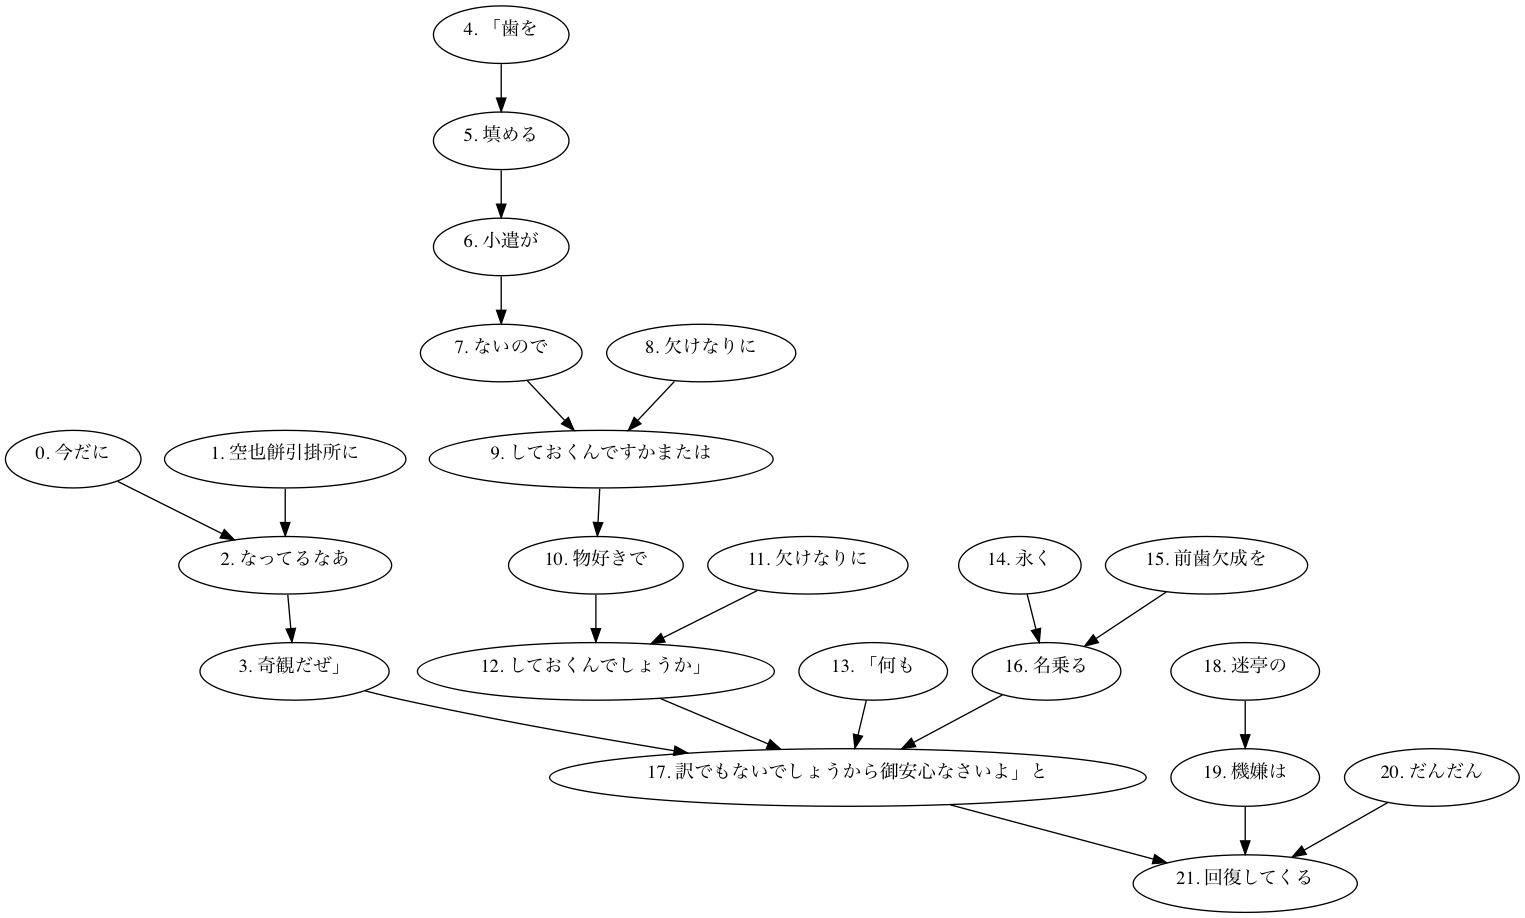 4. 「歯を
5. 填める
6. 小遣が
7. ないので
8. 欠けなりに
0. 今だに
1. 空也餅引掛所に
9. しておくんですかまたは
2. なってるなあ
10. 物好きで
11. 欠けなりに
14. 永く
15. 前歯欠成を
3. 奇観だぜ」
12. しておくんでしょうか」
13. 「何も
16. 名乗る
18. 迷亭の
17. 訳でもないでしょうから御安心なさいよ」と
19. 機嫌は
20. だんだん
21. 回復してくる